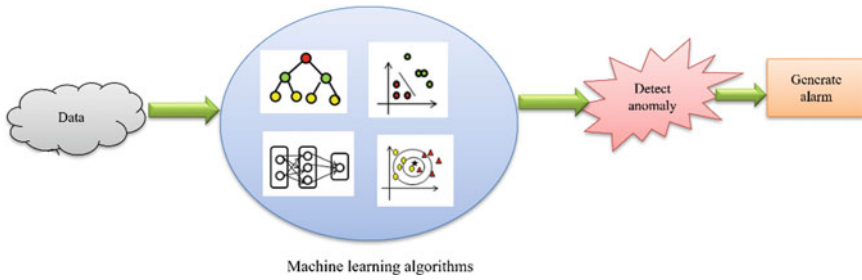 Data
Detect
anomaly
Generate
alarm
Machine learning algorithms